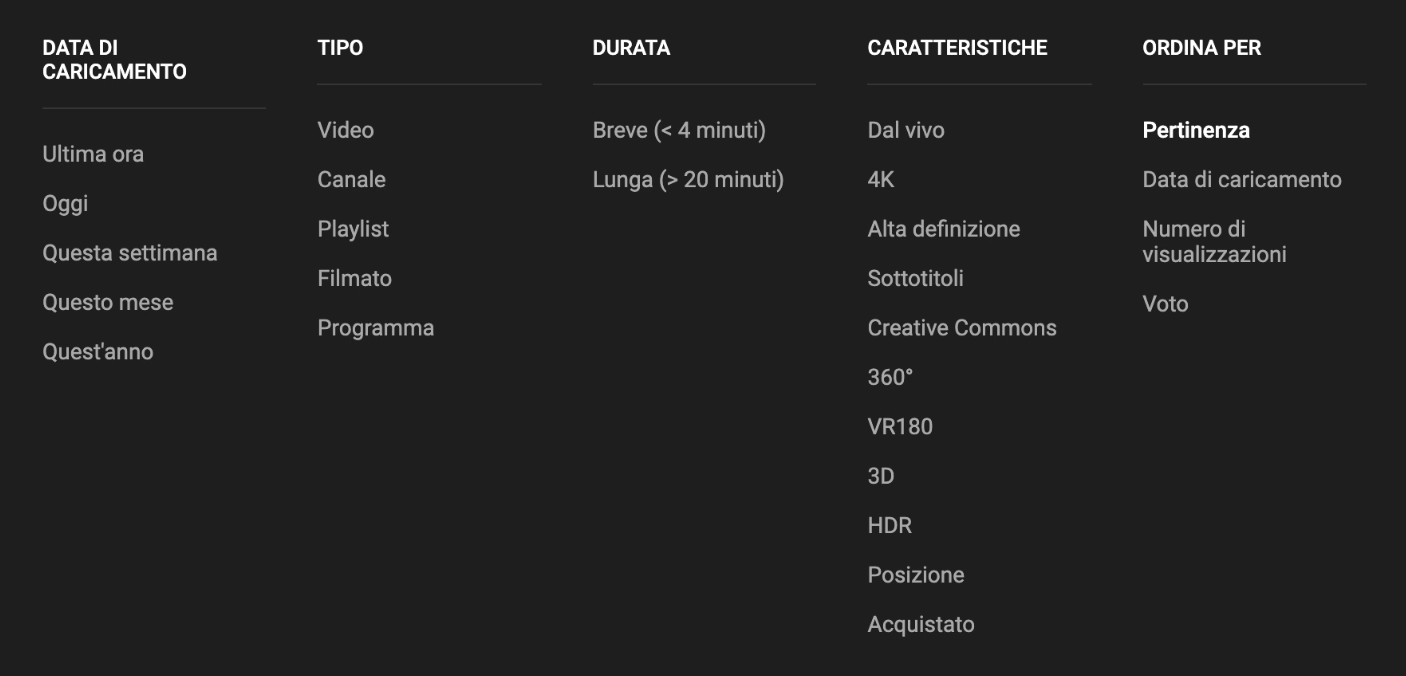 DATA DI
CARICAMENTO
Ultima ora
Oggi
Questa settimana
Questo mese
Quest'anno
TIPO
Video
Canale
Playlist
Filmato
Programma
DURATA
Breve (< 4 minuti)
Lunga (> 20 minuti)
CARATTERISTICHE
Dal vivo
4K
Alta definizione
Sottotitoli
Creative Commons
360°
VR180
3D
HDR
Posizione
Acquistato
ORDINA PER
Pertinenza
Data di caricamento
Numero di
visualizzazioni
Voto